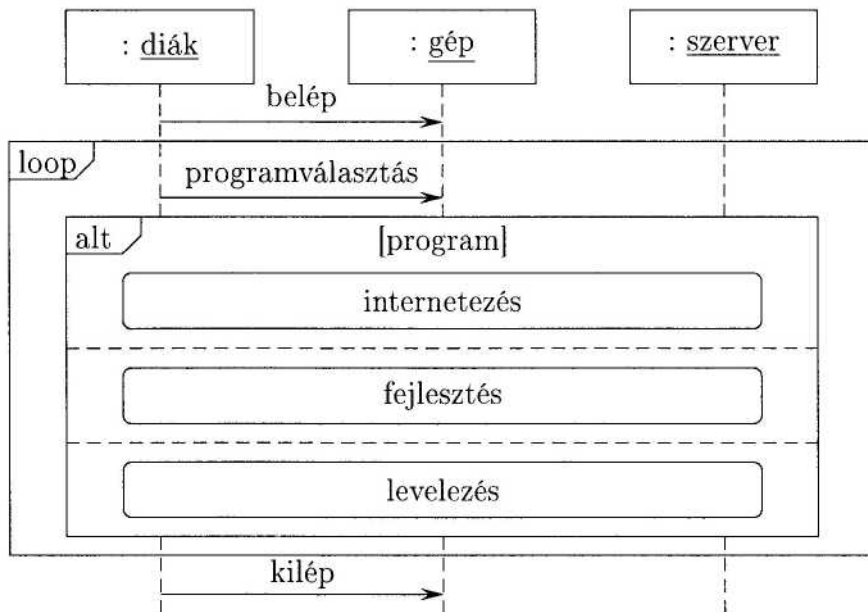 : diák
: gép
: szerver
belép
loop
programválasztás
alt
[program]
internetezés
fejlesztés
levelezés
kilép